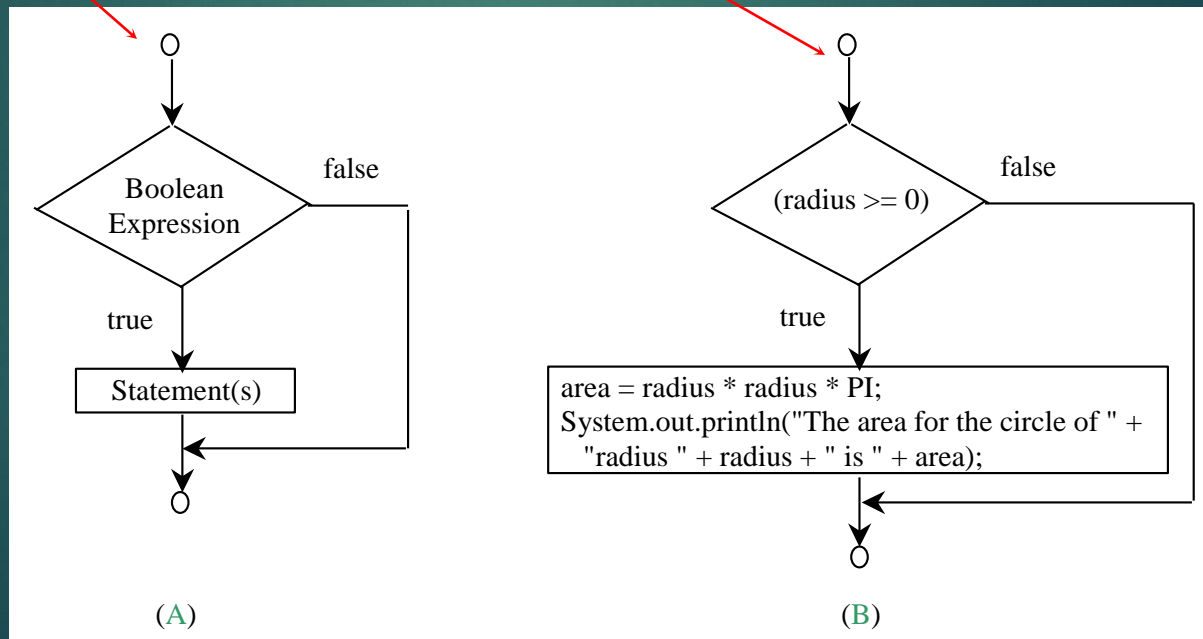 false
Boolean
Expression
true
Statement(s)
(A)
false
(radius >= 0)
true
area = radius * radius * PI;
System.out.println("The area for the circle of " +
"radius " + radius + " is " + area);
(B)